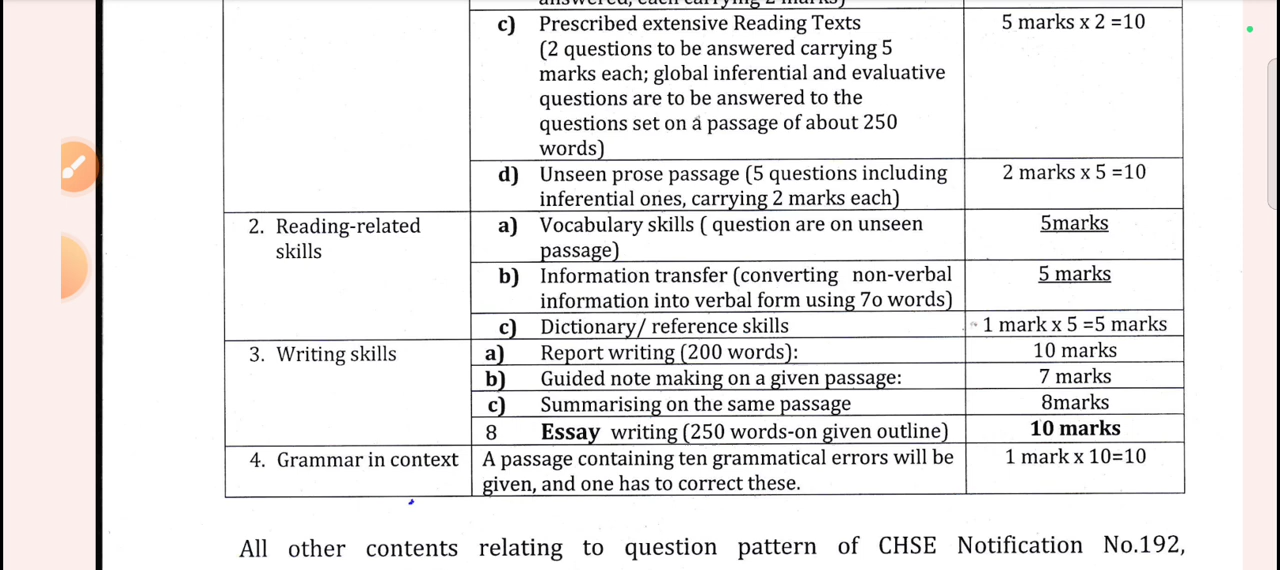 answered, each carrying 2 marks)
c) Prescribed extensive Reading Texts 5 marks x 2 =10
(2 questions to be answered carrying 5
marks each; global inferential and evaluative
questions are to be answered to the
questions set on a passage of about 250
words)
d) Unseen prose passage (5 questions including 2 marks x 5 =10
inferential ones, carrying 2 marks each)
2. Reading-related a) Vocabulary skills ( question are on unseen 5marks
skills passage)
b) Information transfer (converting non-verbal 5 marks
information into verbal form using 7o words)
c) Dictionary/ reference skills 1 mark x 5 =5 marks
3. Writing skills a) Report writing (200 words): 10 marks
b) Guided note making on a given passage: 7 marks
c) Summarising on the same passage 8marks
8 Essay writing (250 words-on given outline) 10 marks
4. Grammar in context A passage containing ten grammatical errors will be 1 mark x 10=10
given, and one has to correct these.
All other contents relating to question pattern of CHSE Notification No.192,